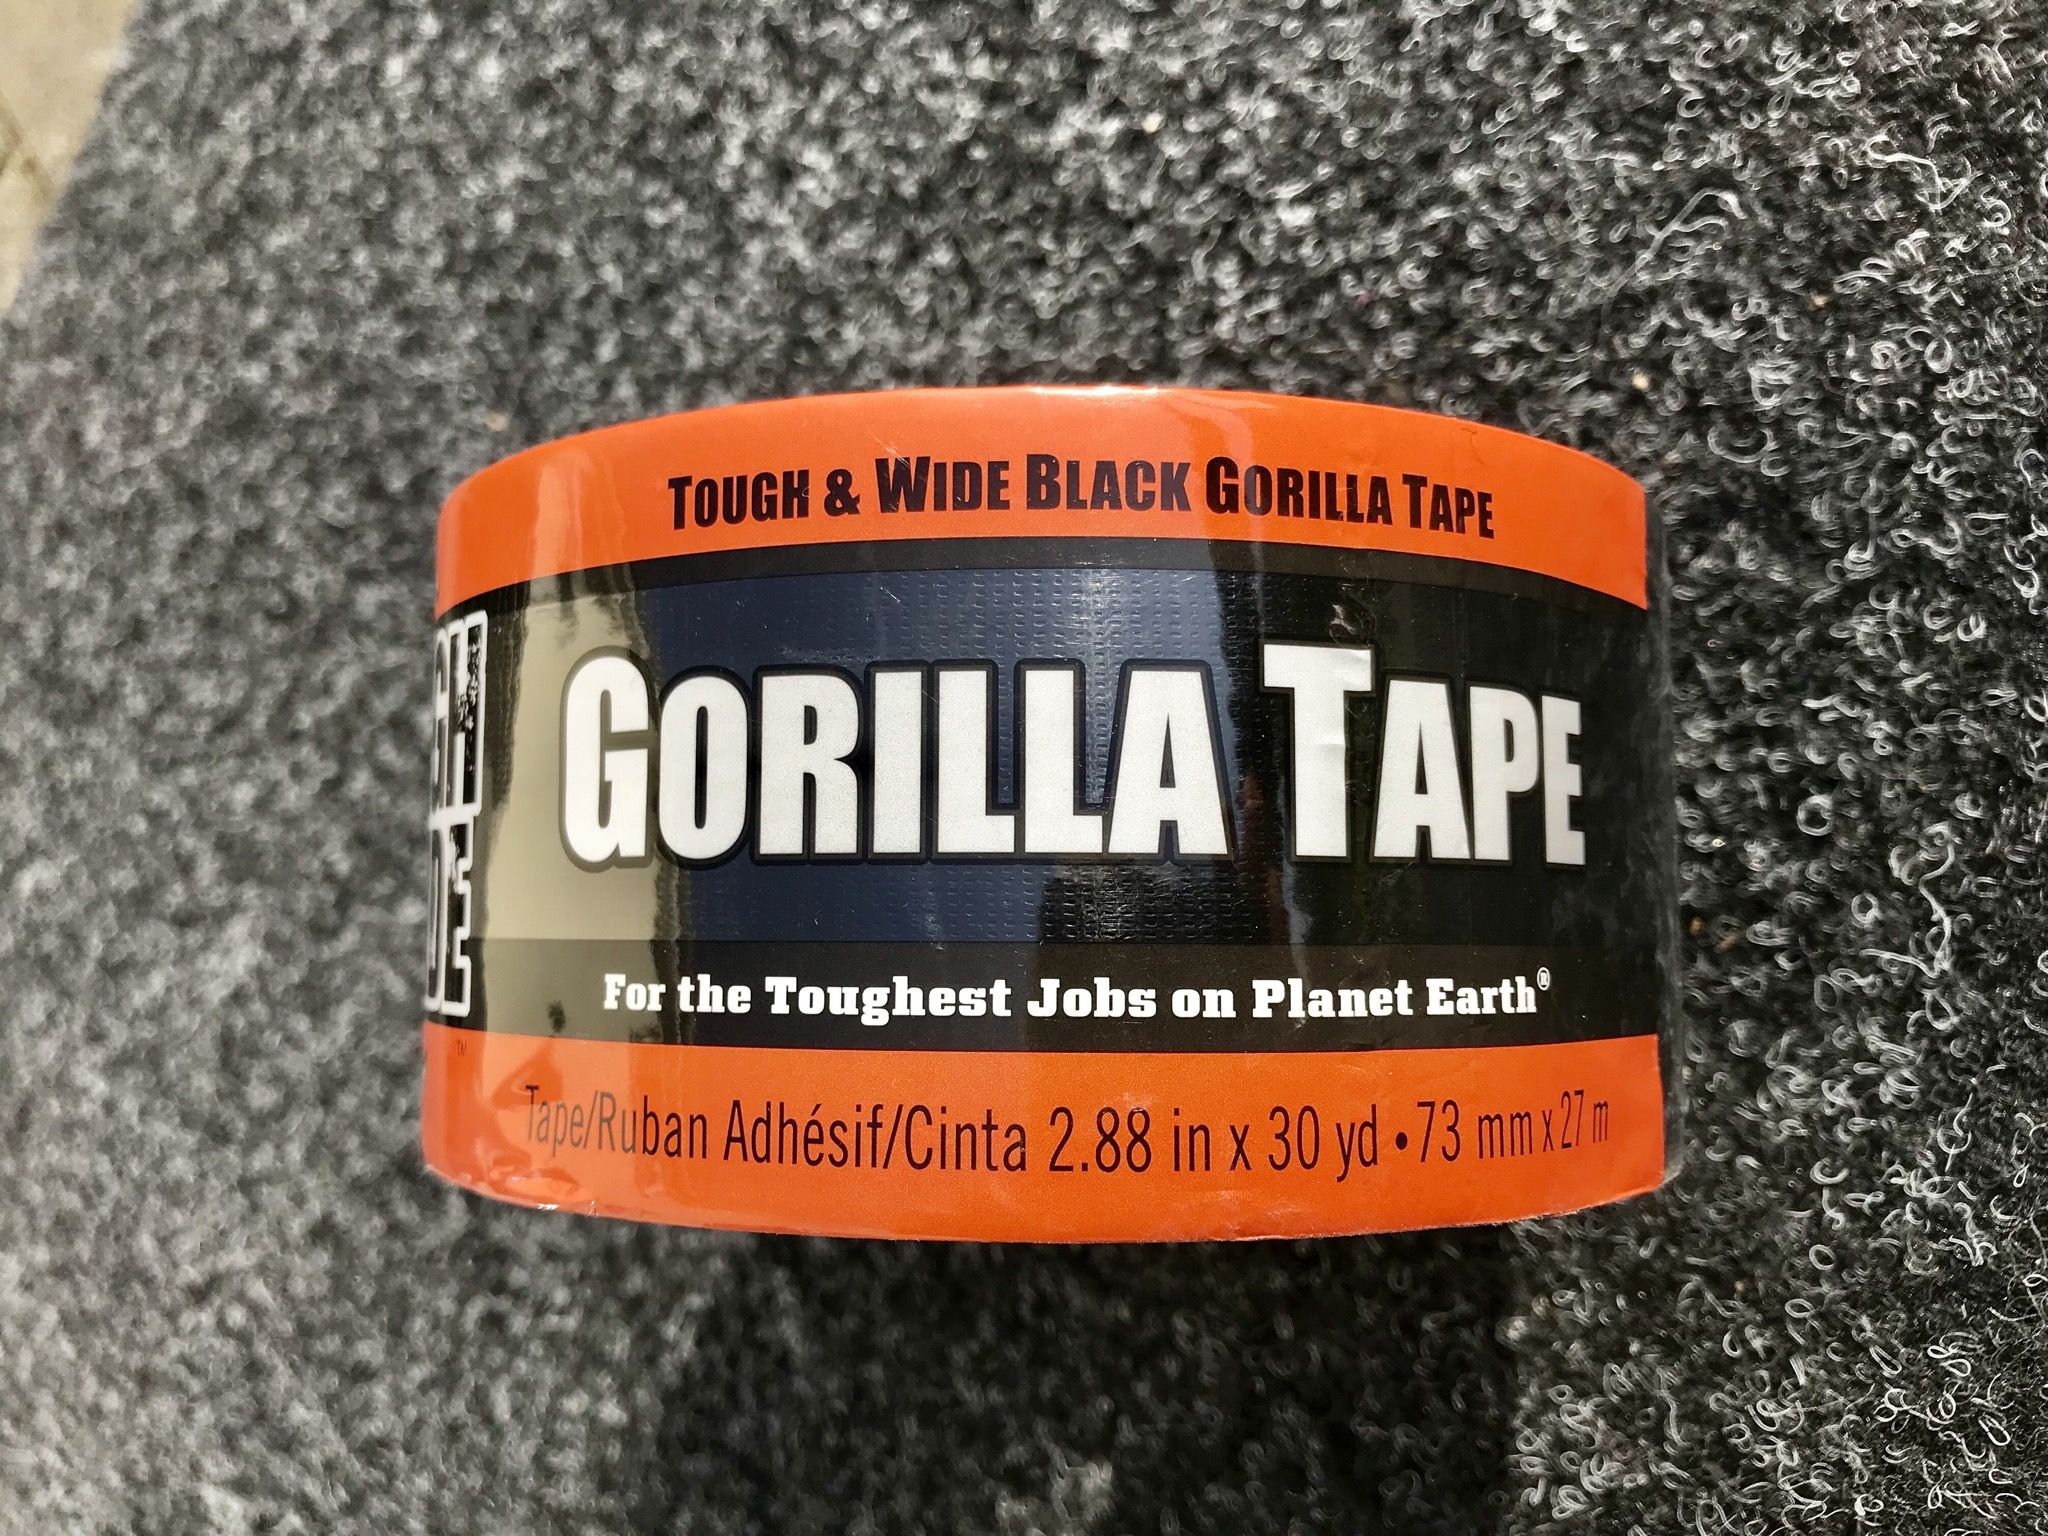 TOUGH & WIDE BLACK GORILLA TAPE
GORILLA TAPE
For the Toughest Jobs on Planet Earth®
™
Tape/Ruban Adhésif/Cinta 2.88 in x 30 yd • 73 mm x 27 m